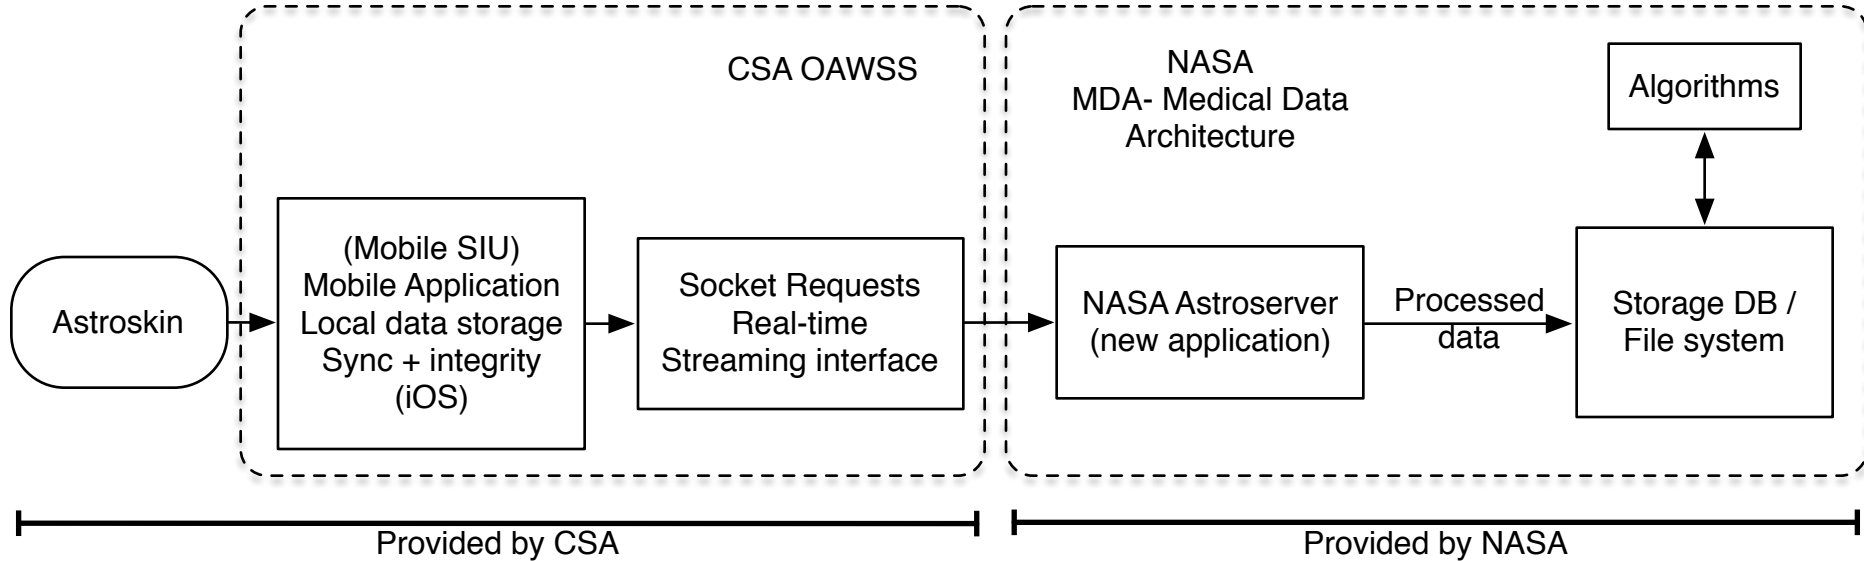 CSA OAWSS
NASA
MDA- Medical Data
Architecture
Algorithms
Astroskin
(Mobile SIU)
Mobile Application
Local data storage
Sync + integrity
(iOS)
Socket Requests
Real-time
Streaming interface
NASA Astroserver
(new application)
Processed
data
Storage DB /
File system
Provided by CSA
Provided by NASA